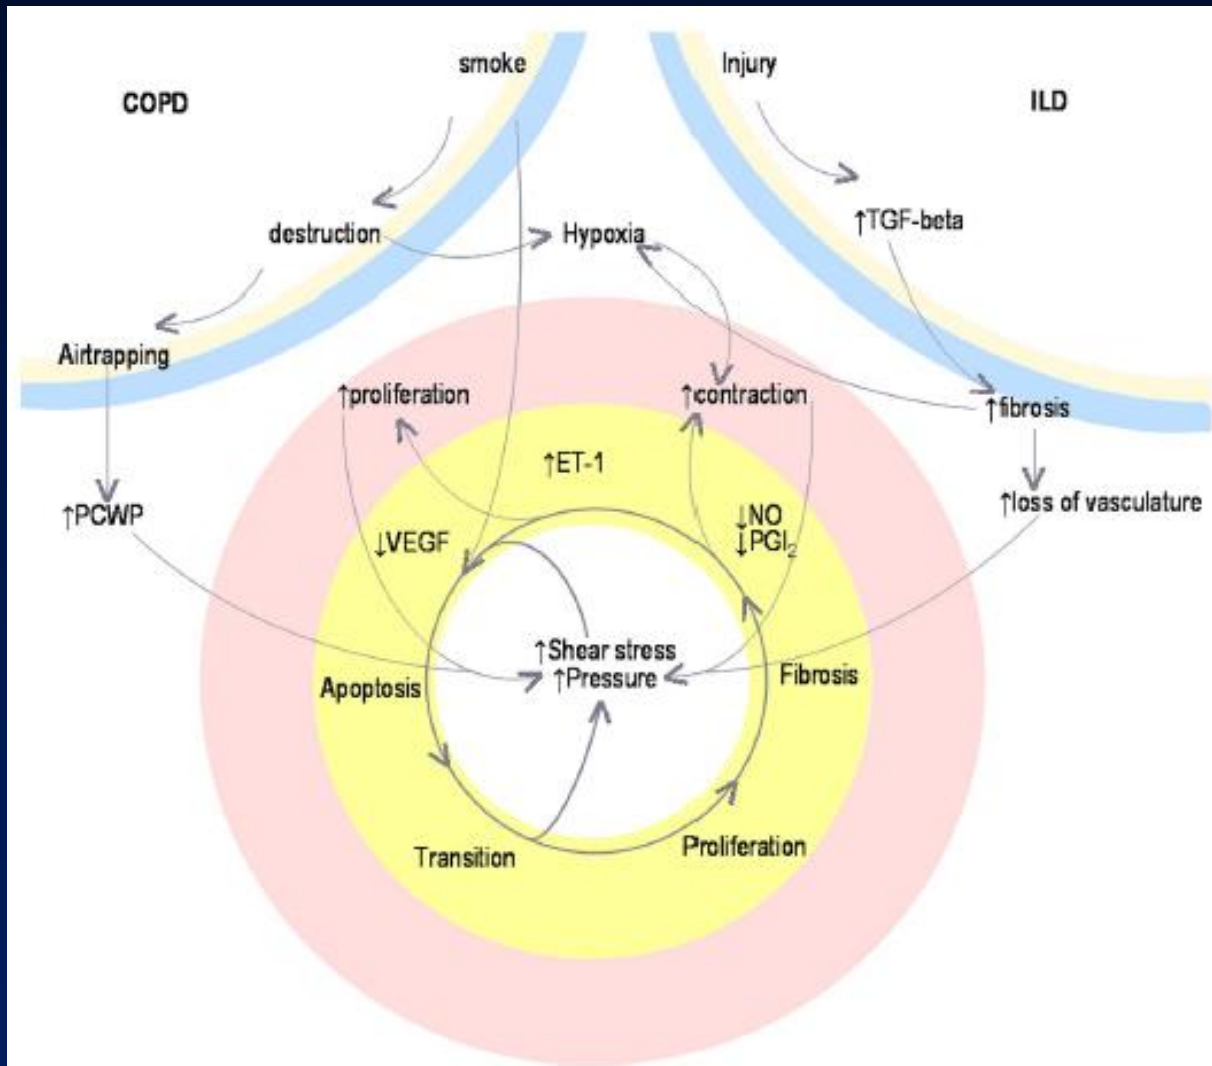 smoke
Injury
COPD
ILD
destruction
Hypoxia
↑TGF-beta
Airtrapping
↑proliferation
↑contraction
↑fibrosis
↑ET-1
↑PCWP
↓VEGF
↓NO
↓PGI₂
↑loss of vasculature
↑Shear stress
↑Pressure
Apoptosis
Fibrosis
Transition
Proliferation